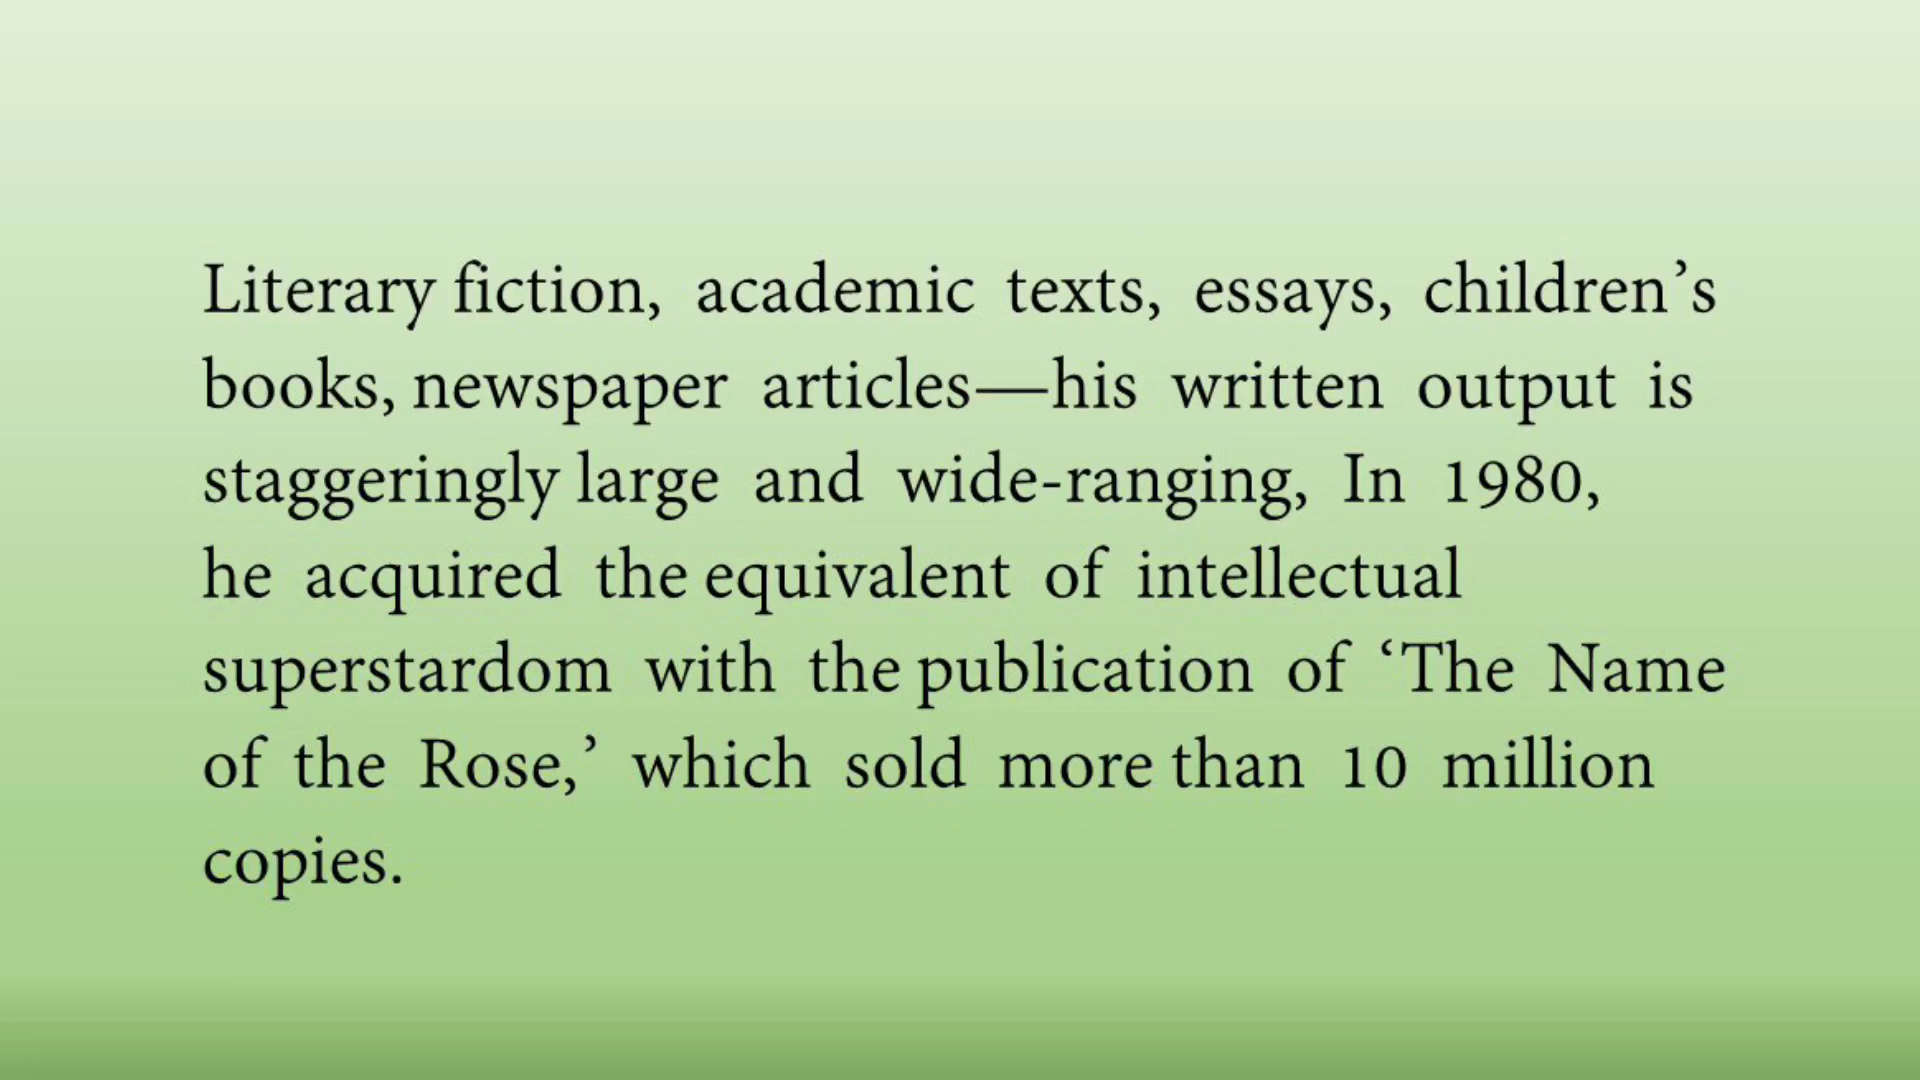 Literary fiction, academic texts, essays, children’s
books, newspaper articles—his written output is
staggeringly large and wide-ranging, In 1980,
he acquired the equivalent of intellectual
superstardom with the publication of ‘The Name
of the Rose,’ which sold more than 10 million
copies.